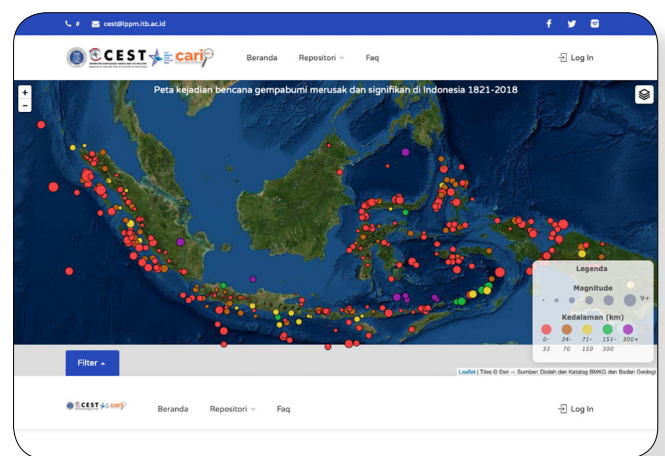 # cest@lppm.itb.ac.id
CEST cari
Beranda Repositori Faq Log In
+
-
Peta kejadian bencana gempabumi merusak dan signifikan di Indonesia 1821-2018
Legenda
Magnitude
9+
Kedalaman (km)
0- 34- 71- 151- 300+
33 70 150 300
Filter
Leaflet | Tiles © Esri — Sumber: Diolah dari Katalog BMKG dan Badan Geologi
CEST cari
Beranda Repositori Faq Log In